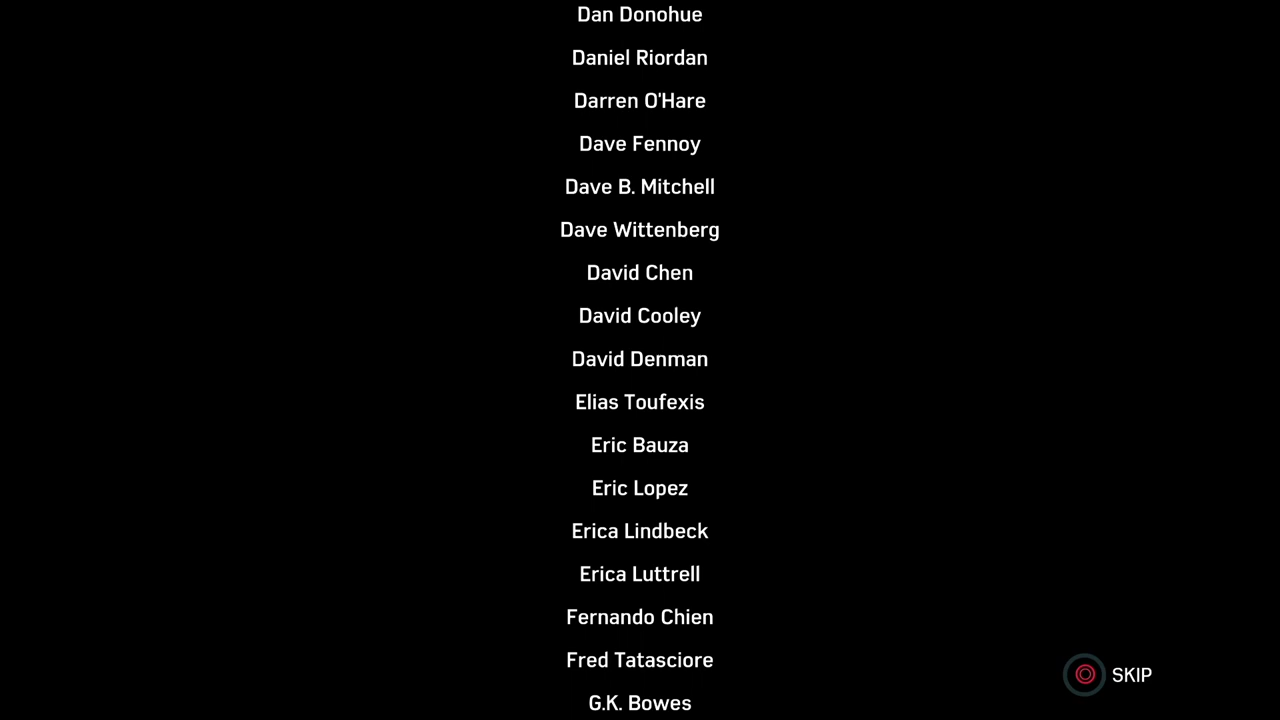 Dan Donohue
Daniel Riordan
Darren O'Hare
Dave Fennoy
Dave B. Mitchell
Dave Wittenberg
David Chen
David Cooley
David Denman
Elias Toufexis
Eric Bauza
Eric Lopez
Erica Lindbeck
Erica Luttrell
Fernando Chien
Fred Tatasciore
SKIP
G.K. Bowes